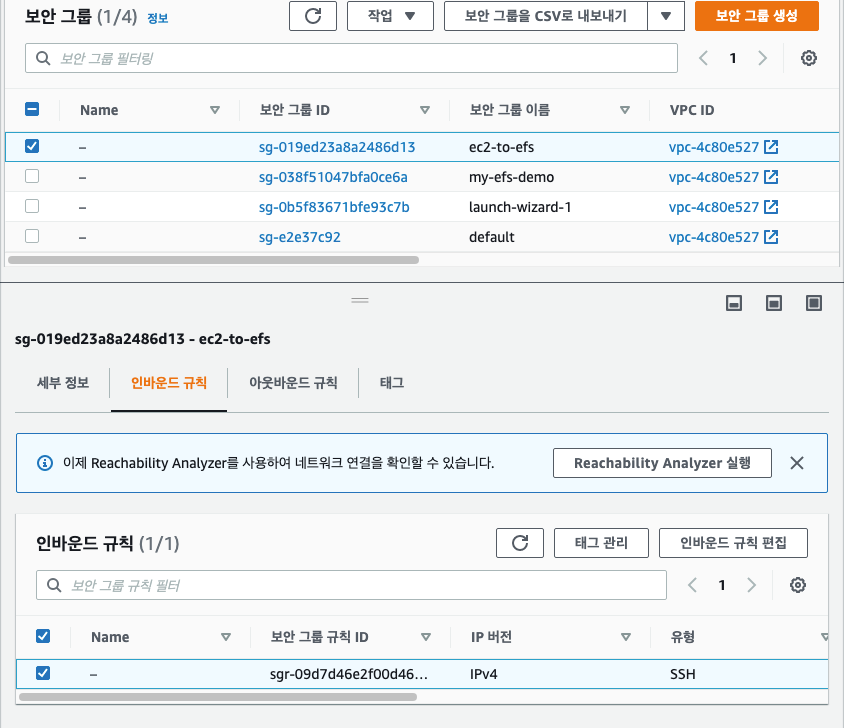 보안 그룹 (1/4) 정보 작업 보안 그룹을 CSV로 내보내기 보안 그룹 생성
보안 그룹 필터링 1
Name 보안 그룹 ID 보안 그룹 이름 VPC ID
– sg-019ed23a8a2486d13 ec2-to-efs vpc-4c80e527
– sg-038f51047bfa0ce6a my-efs-demo vpc-4c80e527
– sg-0b5f83671bfe93c7b launch-wizard-1 vpc-4c80e527
– sg-e2e37c92 default vpc-4c80e527
sg-019ed23a8a2486d13 - ec2-to-efs
세부 정보 인바운드 규칙 아웃바운드 규칙 태그
이제 Reachability Analyzer를 사용하여 네트워크 연결을 확인할 수 있습니다. Reachability Analyzer 실행
인바운드 규칙 (1/1) 태그 관리 인바운드 규칙 편집
보안 그룹 규칙 필터 1
Name 보안 그룹 규칙 ID IP 버전 유형
– sgr-09d7d46e2f00d46... IPv4 SSH